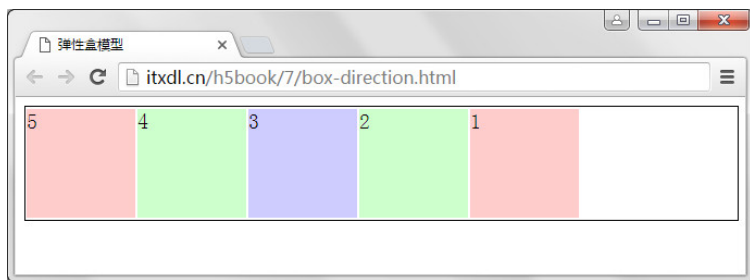 弹性盒模型
itxdl.cn/h5book/7/box-direction.html
5 4 3 2 1